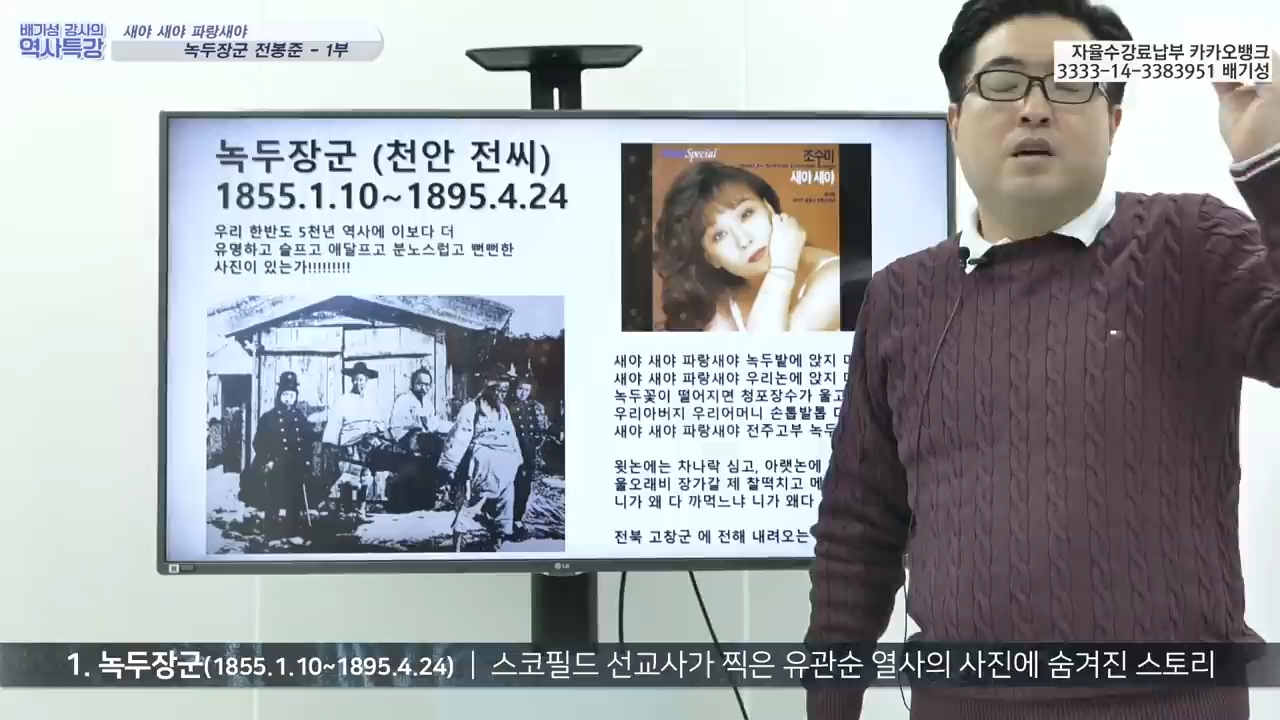 배기성 강사의
역사특강
새야 새야 파랑새야
녹두장군 전봉준 - 1부
자율수강료납부 카카오뱅크
3333-14-3383951 배기성
녹두장군 (천안 전씨)
1855.1.10~1895.4.24
우리 한반도 5천년 역사에 이보다 더
유명하고 슬프고 애달프고 분노스럽고 뻔뻔한
사진이 있는가!!!!!!!!!
Special
조수미
새야 새야
새야 새야 파랑새야 녹두밭에 앉지
새야 새야 파랑새야 우리논에 앉지
녹두꽃이 떨어지면 청포장수가 울고
우리아버지 우리어머니 손톱발톱
새야 새야 파랑새야 전주고부 녹두
윗논에는 차나락 심고, 아랫논에
울오래비 장가갈 제 찰떡치고
니가 왜 다 까먹느냐 니가 왜다
전북 고창군 에 전해 내려오는
LG
1. 녹두장군(1855.1.10~1895.4.24) | 스코필드 선교사가 찍은 유관순 열사의 사진에 숨겨진 스토리